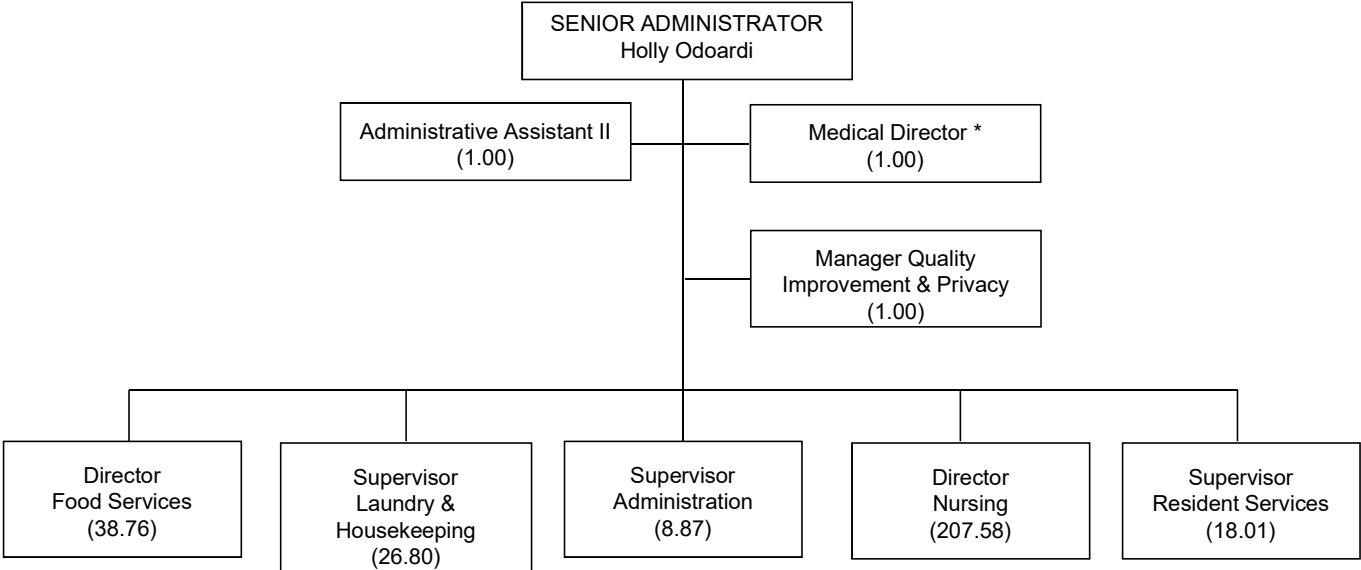 SENIOR ADMINISTRATOR
Holly Odoardi
Administrative Assistant II
(1.00)
Medical Director *
(1.00)
Manager Quality
Improvement & Privacy
(1.00)
Director
Food Services
(38.76)
Supervisor
Laundry &
Housekeeping
(26.80)
Supervisor
Administration
(8.87)
Director
Nursing
(207.58)
Supervisor
Resident Services
(18.01)